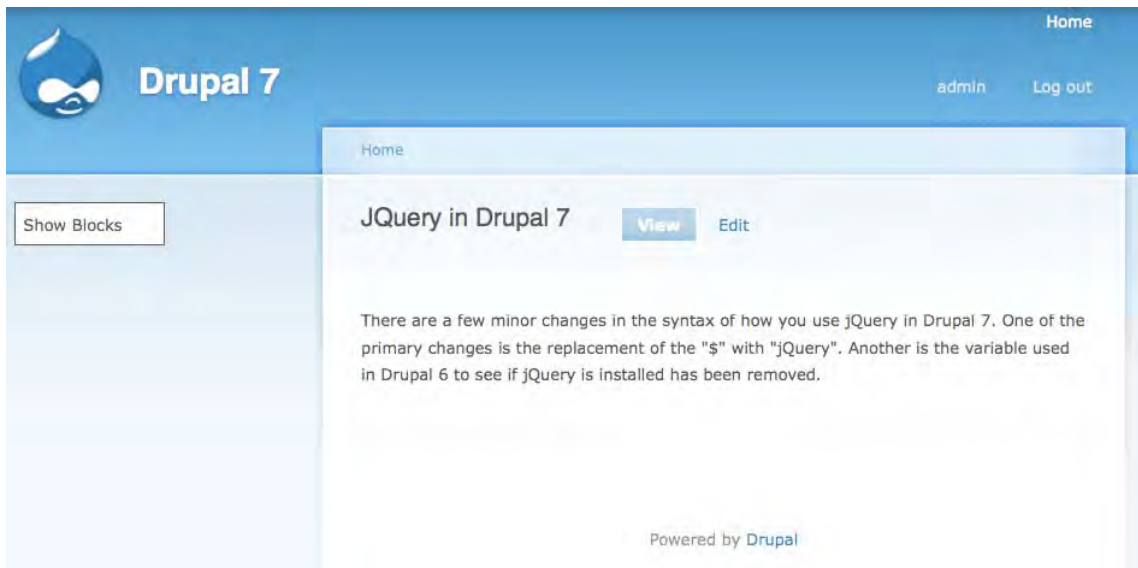 Home
Drupal 7
admin Log out
Home
Show Blocks
JQuery in Drupal 7 View Edit
There are a few minor changes in the syntax of how you use jQuery in Drupal 7. One of the
primary changes is the replacement of the "$" with "jQuery". Another is the variable used
in Drupal 6 to see if jQuery is installed has been removed.
Powered by Drupal